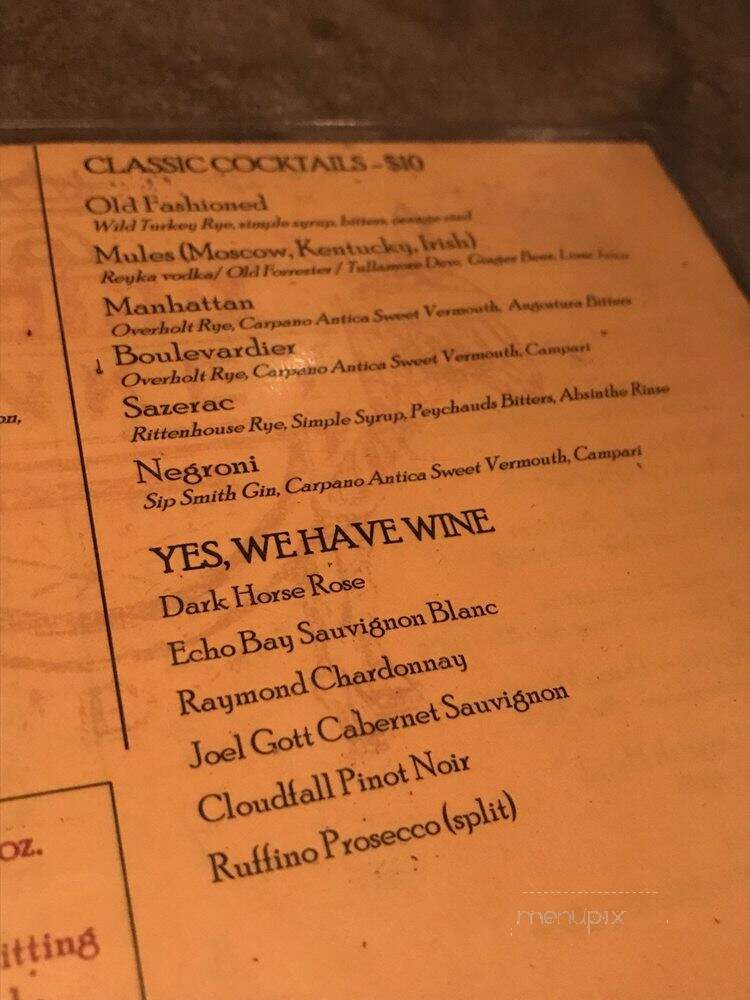 CLASSIC COCKTAILS - $10
Old Fashioned
Wild Turkey Rye, simple syrup, bitters, orange
Mules (Moscow, Kentucky, Irish)
Reyka vodka/ Old Forrester / Tullamore Dew, Ginger Beer, Lime Juice
Manhattan
Overholt Rye, Carpano Antica Sweet Vermouth, Angostura Bitters
Boulevardier
Overholt Rye, Carpano Antica Sweet Vermouth, Campari
Sazerac
Rittenhouse Rye, Simple Syrup, Peychauds Bitters, Absinthe Rinse
Negroni
Sip Smith Gin, Carpano Antica Sweet Vermouth, Campari
YES, WE HAVE WINE
Dark Horse Rose
Echo Bay Sauvignon Blanc
Raymond Chardonnay
Joel Gott Cabernet Sauvignon
Cloudfall Pinot Noir
Ruffino Prosecco (split)
on,
oz.
itting
menupix